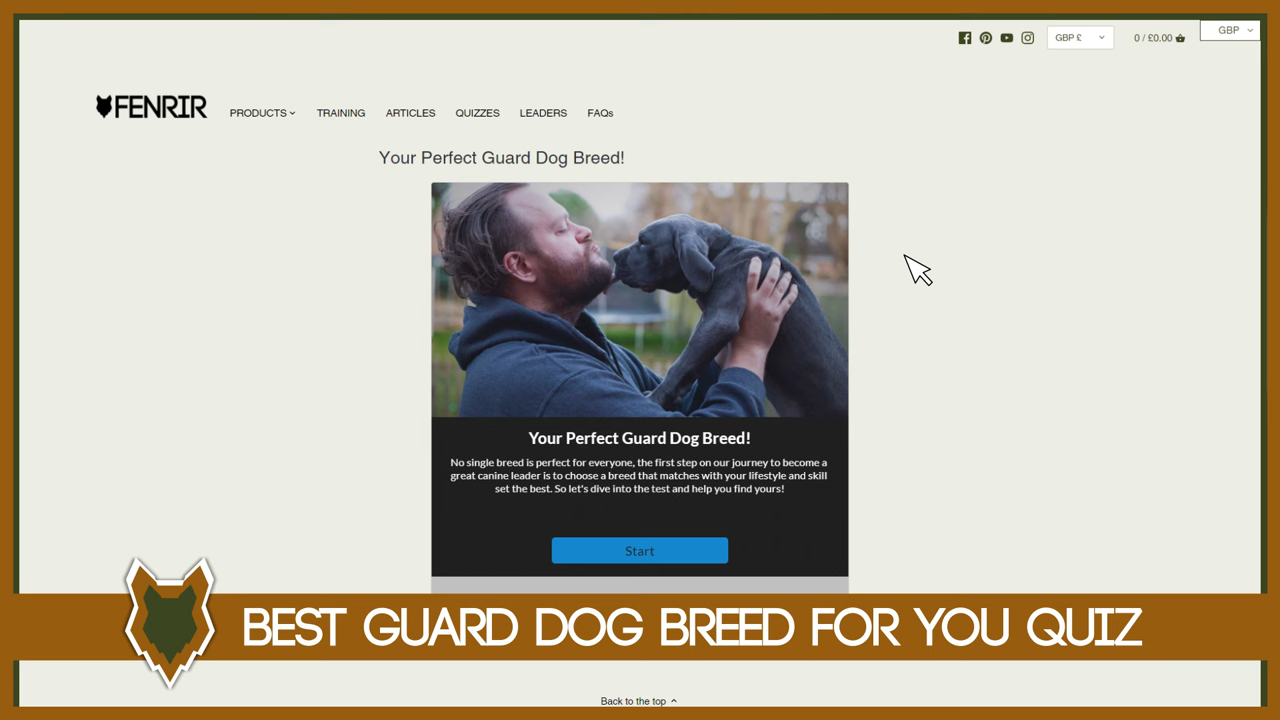 GBP £
0 / £0.00
GBP
FENRIR
PRODUCTS
TRAINING
ARTICLES
QUIZZES
LEADERS
FAQs
Your Perfect Guard Dog Breed!
Your Perfect Guard Dog Breed!
No single breed is perfect for everyone, the first step on our journey to become a
great canine leader is to choose a breed that matches with your lifestyle and skill
set the best. So let's dive into the test and help you find yours!
Start
BEST GUARD DOG BREED FOR YOU QUIZ
Back to the top